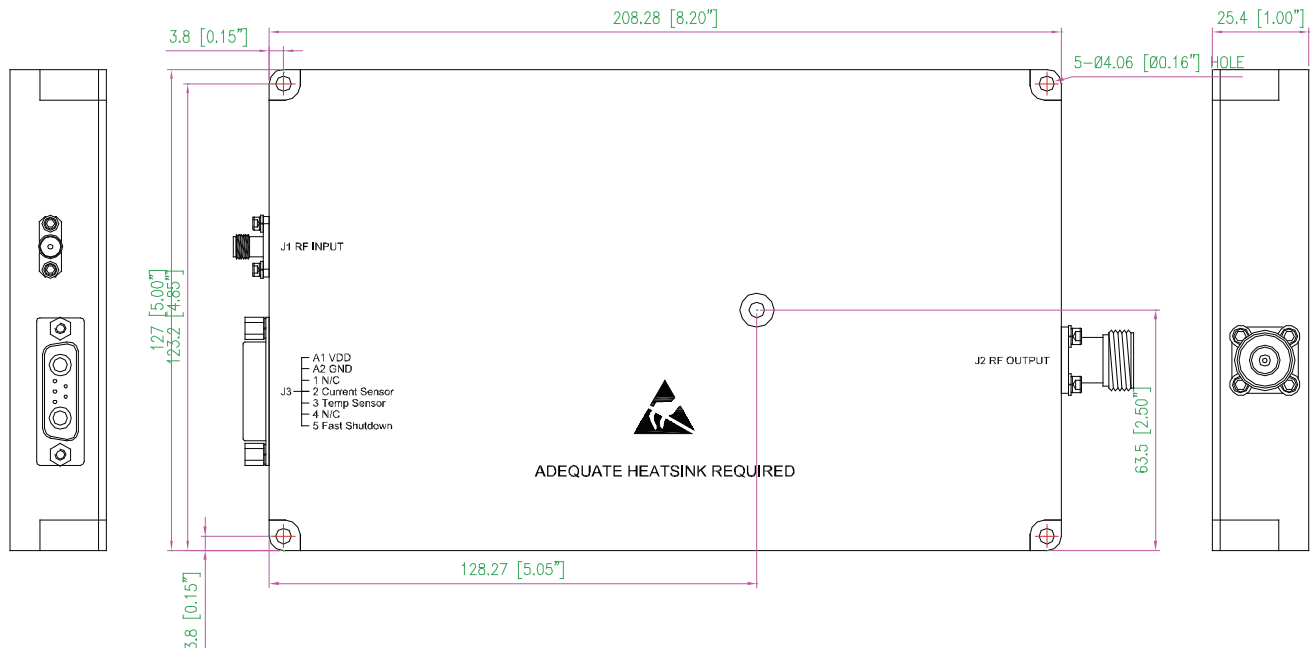 208.28 [8.20"]
25.4 [1.00"]
3.8 [0.15"]
5-Ø4.06 [Ø0.16"] HOLE
J1 RF INPUT
127 [5.00"]
123.2 [4.85"]
A1 VDD
A2 GND
1 N/C
J3 2 Current Sensor
3 Temp Sensor
4 N/C
5 Fast Shutdown
J2 RF OUTPUT
63.5 [2.50"]
ADEQUATE HEATSINK REQUIRED
128.27 [5.05"]
3.8 [0.15"]